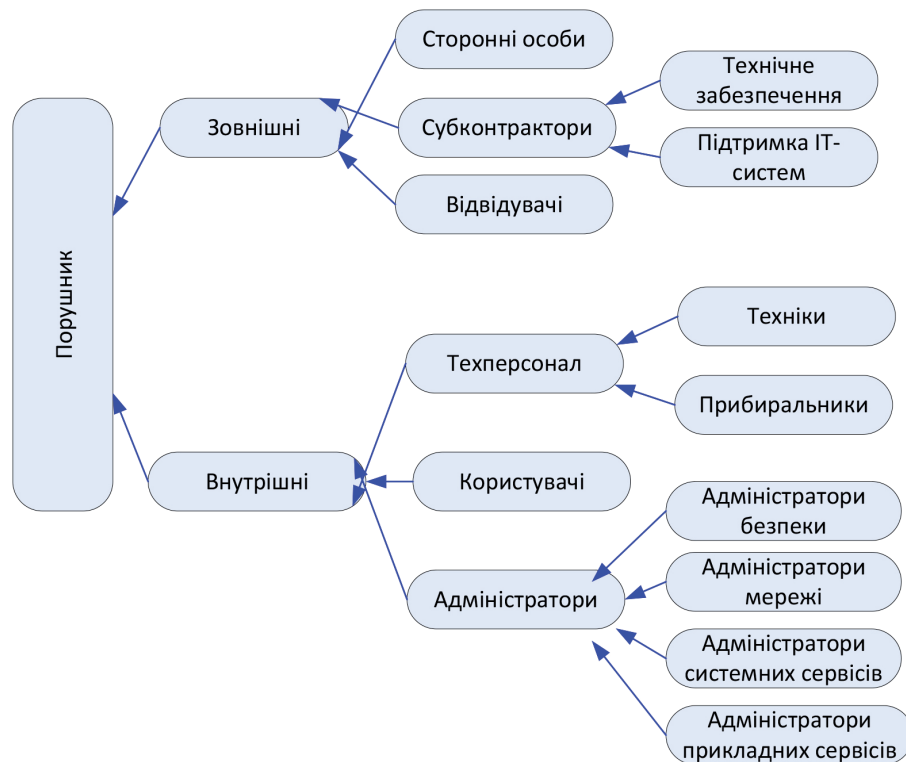 Порушник
Зовнішні
Сторонні особи
Субконтрактори
Технічне
забезпечення
Підтримка ІТ-
систем
Відвідувачі
Внутрішні
Техперсонал
Техніки
Прибиральники
Користувачі
Адміністратори
Адміністратори
безпеки
Адміністратори
мережі
Адміністратори
системних сервісів
Адміністратори
прикладних сервісів